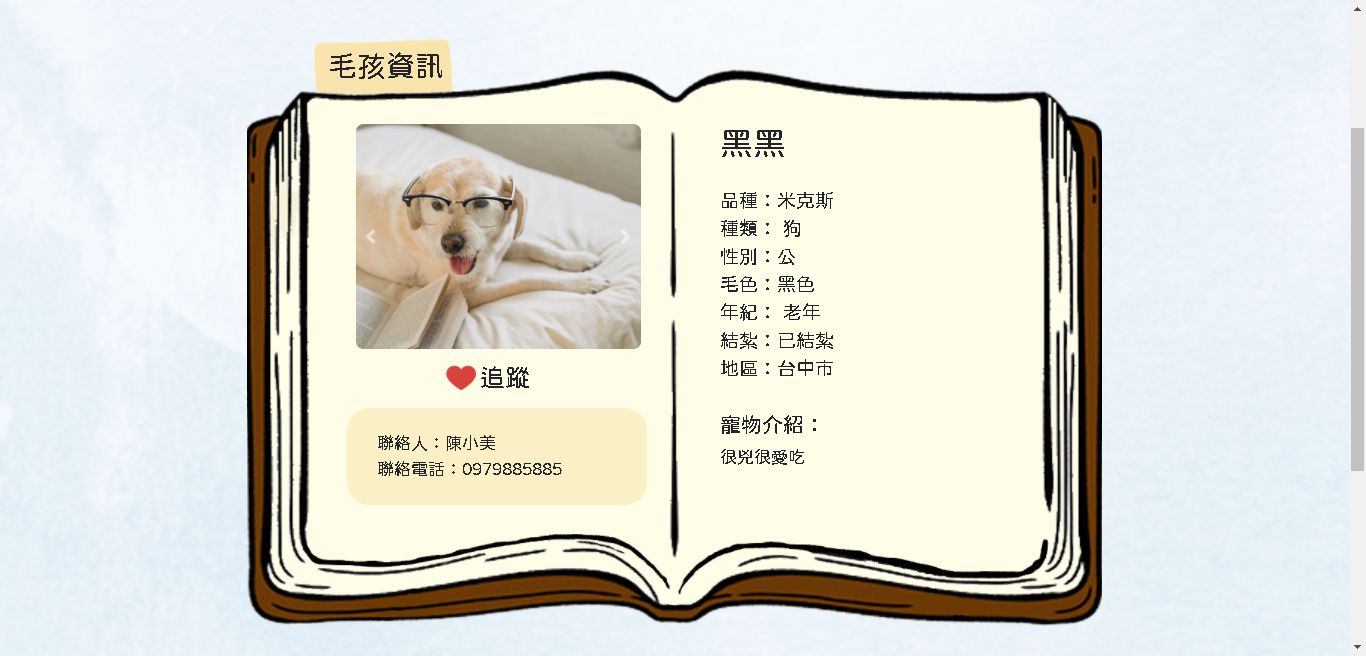 毛孩資訊
追蹤
聯絡人：陳小美
聯絡電話：0979885885
黑黑
品種：米克斯
種類： 狗
性別：公
毛色：黑色
年紀： 老年
結紮：已結紮
地區：台中市
寵物介紹：
很兇很愛吃